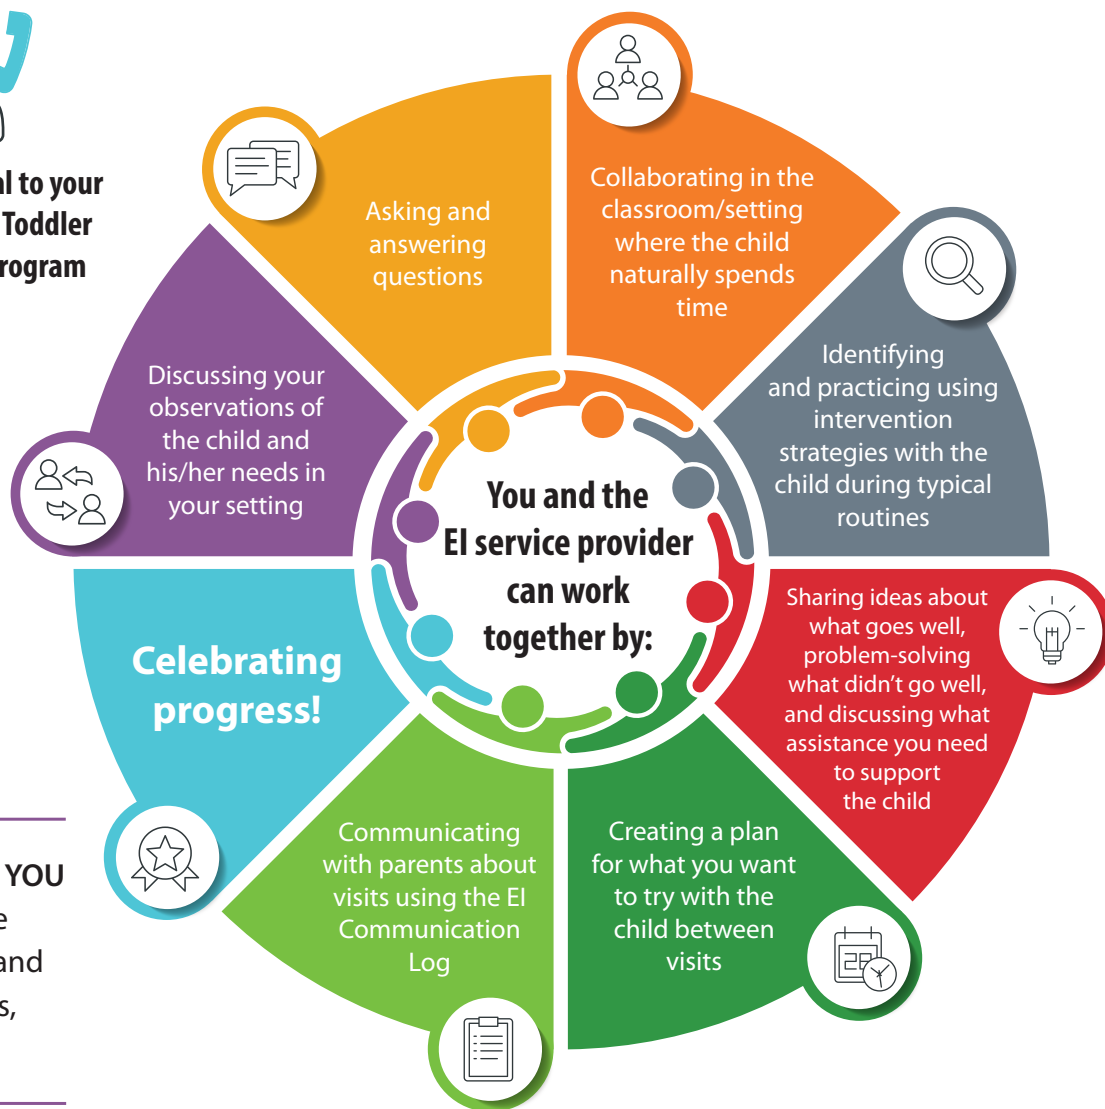 al to your
Toddler
rogram
Asking and
answering
questions
Collaborating in the
classroom/setting
where the child
naturally spends
time
Identifying
and practicing using
intervention
strategies with the
child during typical
routines
Sharing ideas about
what goes well,
problem-solving
what didn’t go well,
and discussing what
assistance you need
to support
the child
Creating a plan
for what you want
to try with the
child between
visits
28
Communicating
with parents about
visits using the EI
Communication
Log
Celebrating
progress!
Discussing your
observations of
the child and
his/her needs in
your setting
You and the
EI service provider
can work
together by:
YOU
e
and
s,